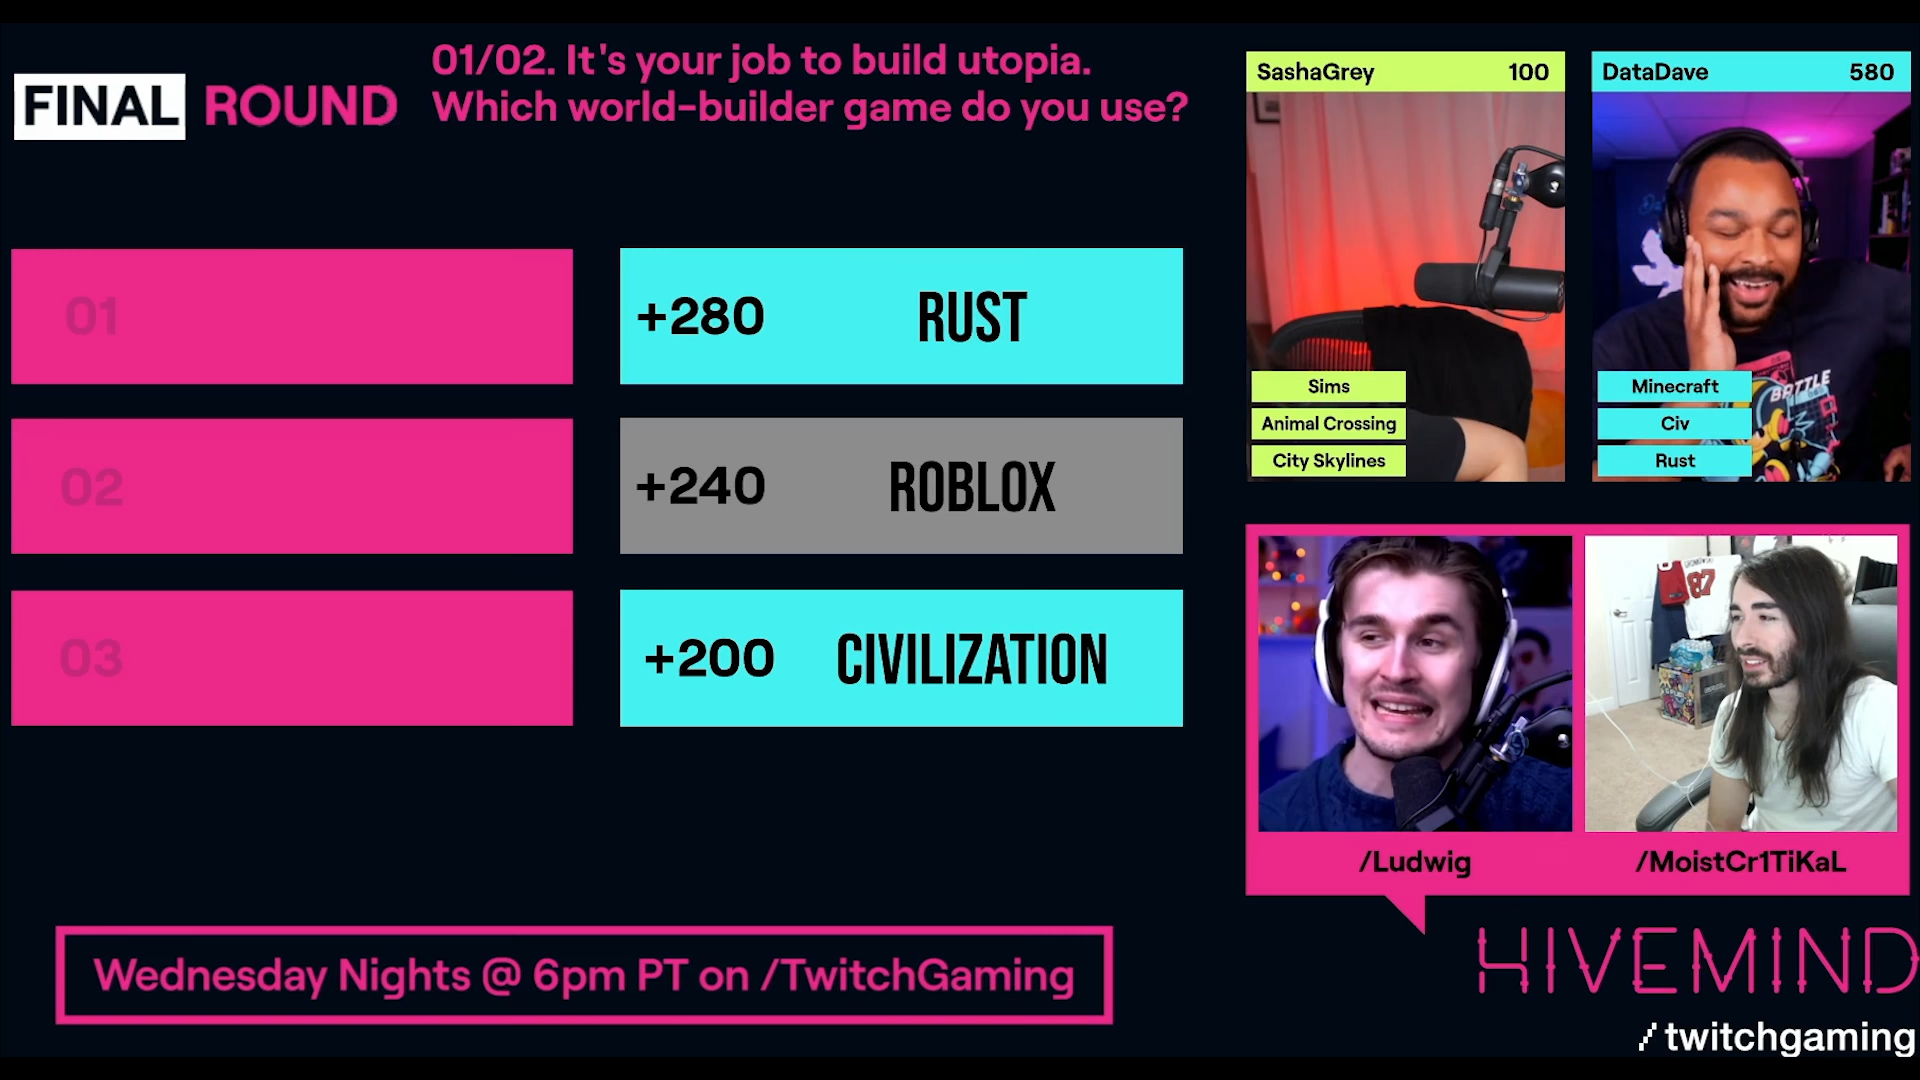 FINAL ROUND
01/02. It's your job to build utopia.
Which world-builder game do you use?
01
+280 RUST
02
+240 ROBLOX
03
+200 CIVILIZATION
Wednesday Nights @ 6pm PT on /TwitchGaming
SashaGrey 100
Sims
Animal Crossing
City Skylines
DataDave 580
Minecraft
Civ
Rust
BATTLE
87
/Ludwig
/MoistCr1TiKaL
HIVEMIND
/twitchgaming